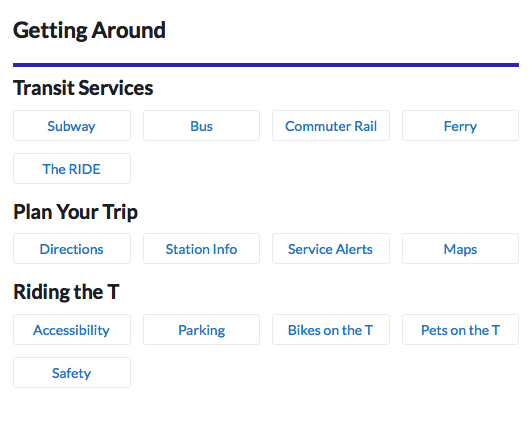 Getting Around
Transit Services
Subway Bus Commuter Rail Ferry
The RIDE
Plan Your Trip
Directions Station Info Service Alerts Maps
Riding the T
Accessibility Parking Bikes on the T Pets on the T
Safety